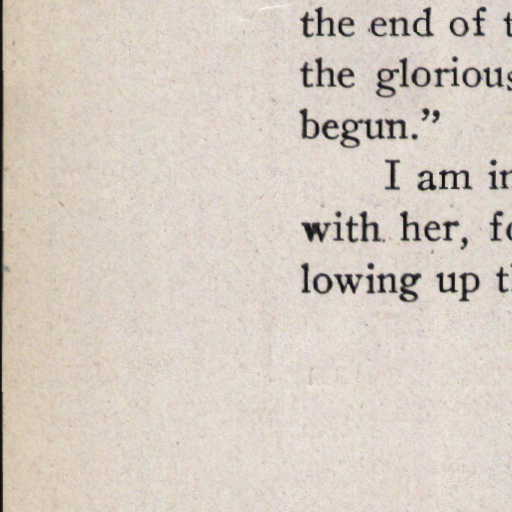 the end of t
the glorious
begun.”
I am in
with her, fo
lowing up th